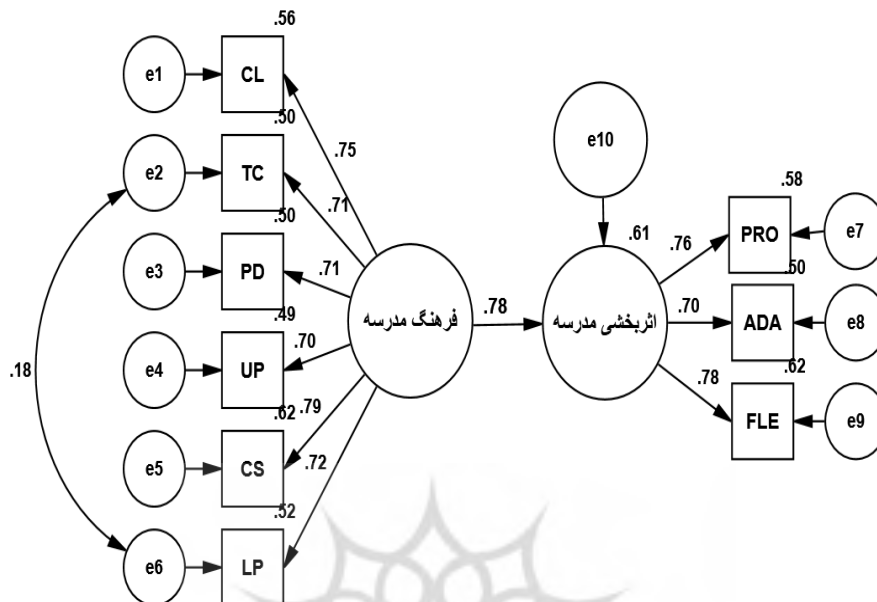 .56
e1
CL
.50
.75
e2
TC
.50
.71
e3
PD
.49
.71
e4
UP
.62
.70
e5
CS
.52
.79
e6
LP
.72
.18
فرهنگ مدرسه
.78
e10
.61
اثربخشی مدرسه
.76
.58
PRO
e7
.70
.50
ADA
e8
.78
.62
FLE
e9